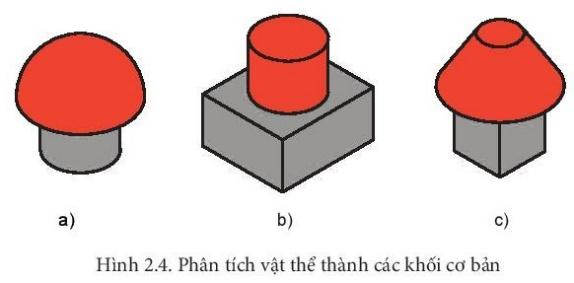 a) b) c)
Hình 2.4. Phân tích vật thể thành các khối cơ bản